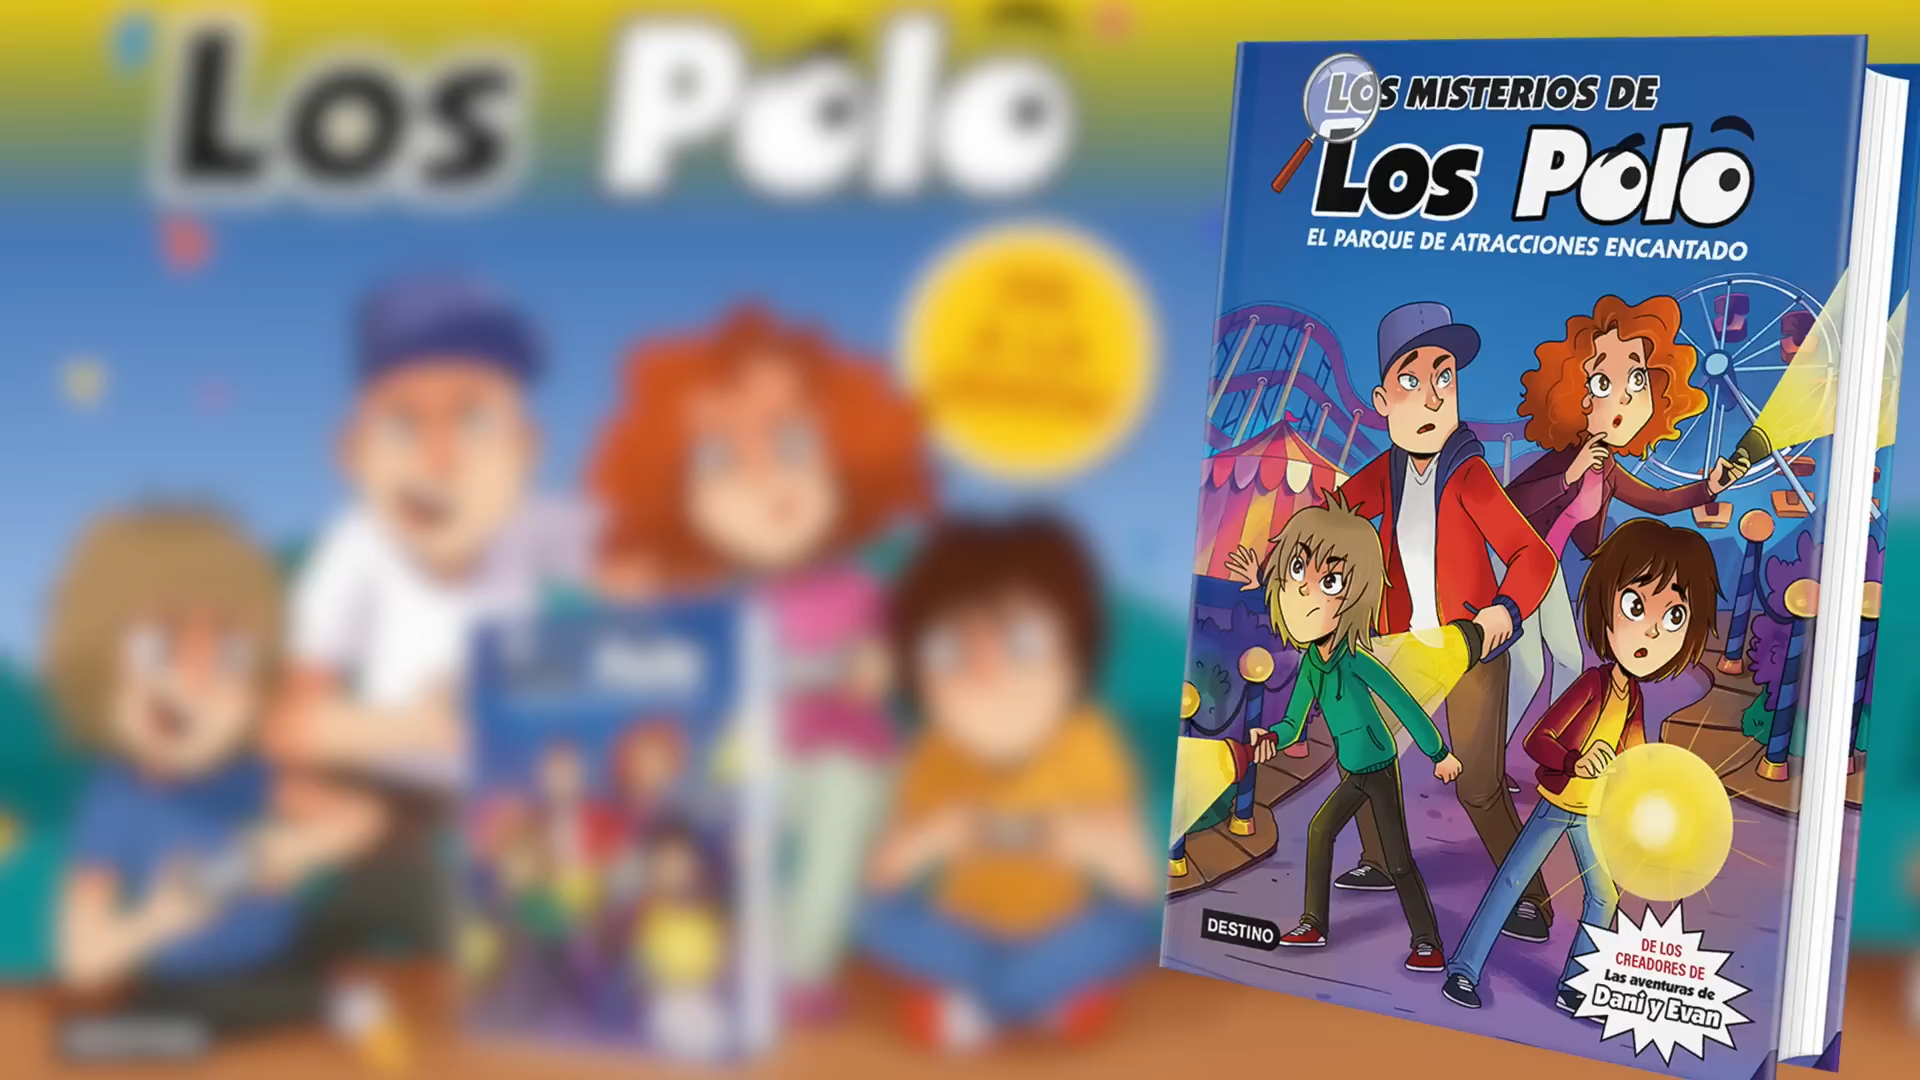 Los Polo
LOS MISTERIOS DE
LOS POLO
EL PARQUE DE ATRACCIONES ENCANTADO
DESTINO
DE LOS
CREADORES DE
Las aventuras de
Dani y Evan